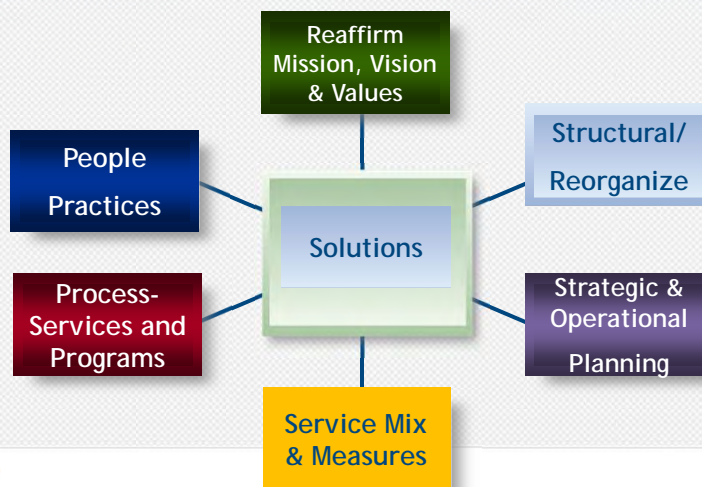 Reaffirm
Mission, Vision
& Values
People
Practices
Structural/
Reorganize
Solutions
Process-
Services and
Programs
Strategic &
Operational
Planning
Service Mix
& Measures